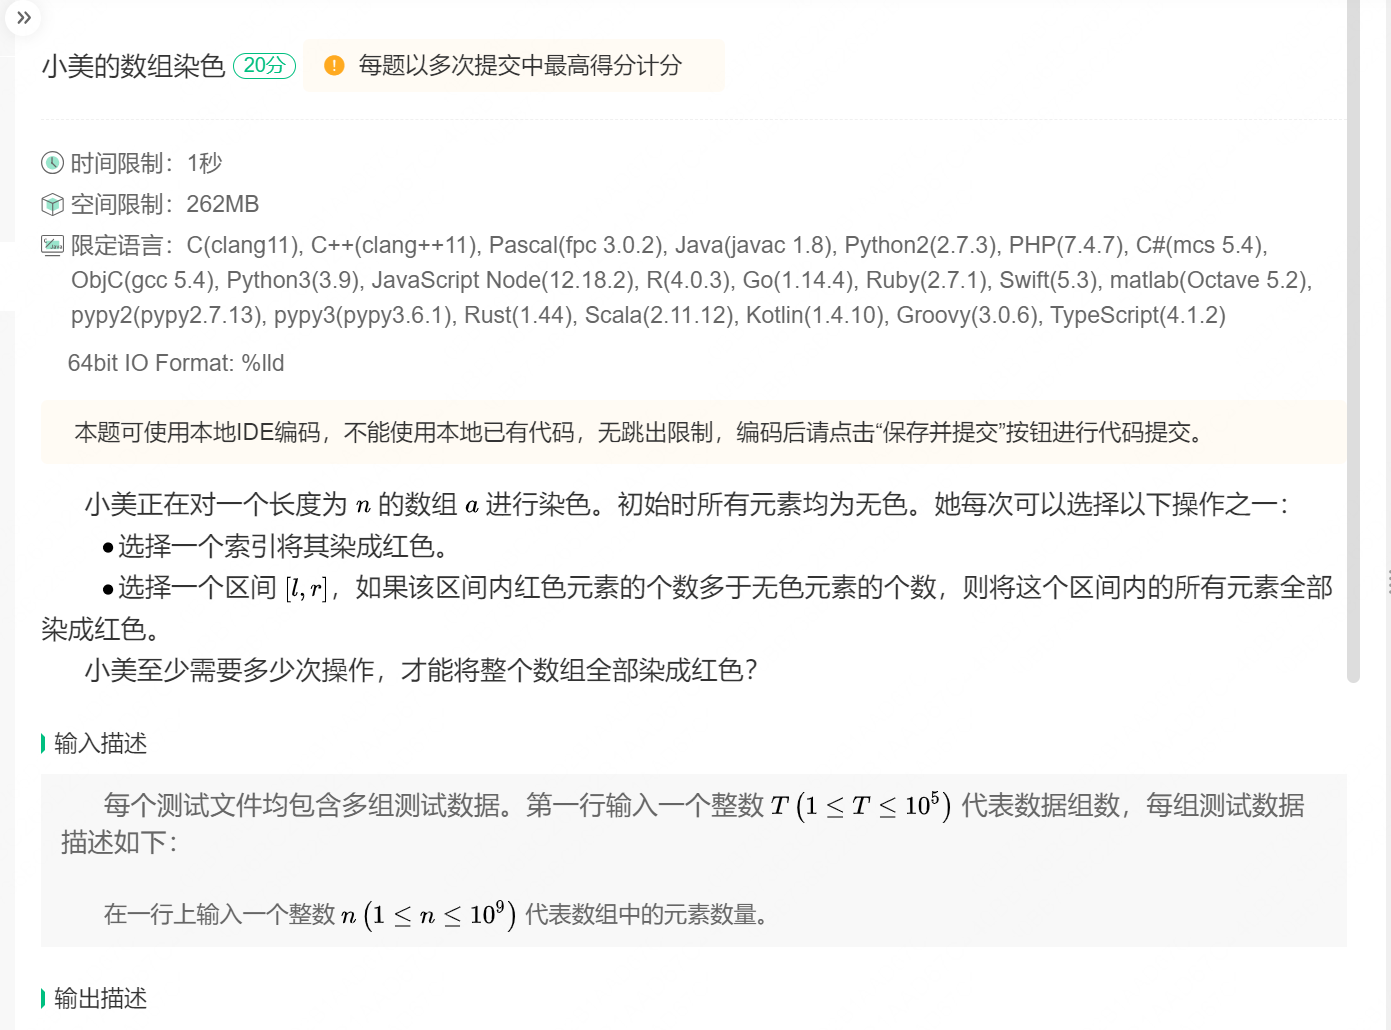 小美的数组染色 20分 ! 每题以多次提交中最高得分计分
时间限制：1秒
空间限制：262MB
限定语言：C(clang11), C++(clang++11), Pascal(fpc 3.0.2), Java(javac 1.8), Python2(2.7.3), PHP(7.4.7), C#(mcs 5.4),
ObjC(gcc 5.4), Python3(3.9), JavaScript Node(12.18.2), R(4.0.3), Go(1.14.4), Ruby(2.7.1), Swift(5.3), matlab(Octave 5.2),
pypy2(pypy2.7.13), pypy3(pypy3.6.1), Rust(1.44), Scala(2.11.12), Kotlin(1.4.10), Groovy(3.0.6), TypeScript(4.1.2)
64bit IO Format: %lld
本题可使用本地IDE编码，不能使用本地已有代码，无跳出限制，编码后请点击“保存并提交”按钮进行代码提交。
小美正在对一个长度为 n 的数组 a 进行染色。初始时所有元素均为无色。她每次可以选择以下操作之一：
●选择一个索引将其染成红色。
●选择一个区间 [l, r]，如果该区间内红色元素的个数多于无色元素的个数，则将这个区间内的所有元素全部
染成红色。
小美至少需要多少次操作，才能将整个数组全部染成红色？
输入描述
每个测试文件均包含多组测试数据。第一行输入一个整数 T (1 ≤ T ≤ 10⁵) 代表数据组数，每组测试数据
描述如下：
在一行上输入一个整数 n (1 ≤ n ≤ 10⁹) 代表数组中的元素数量。
输出描述